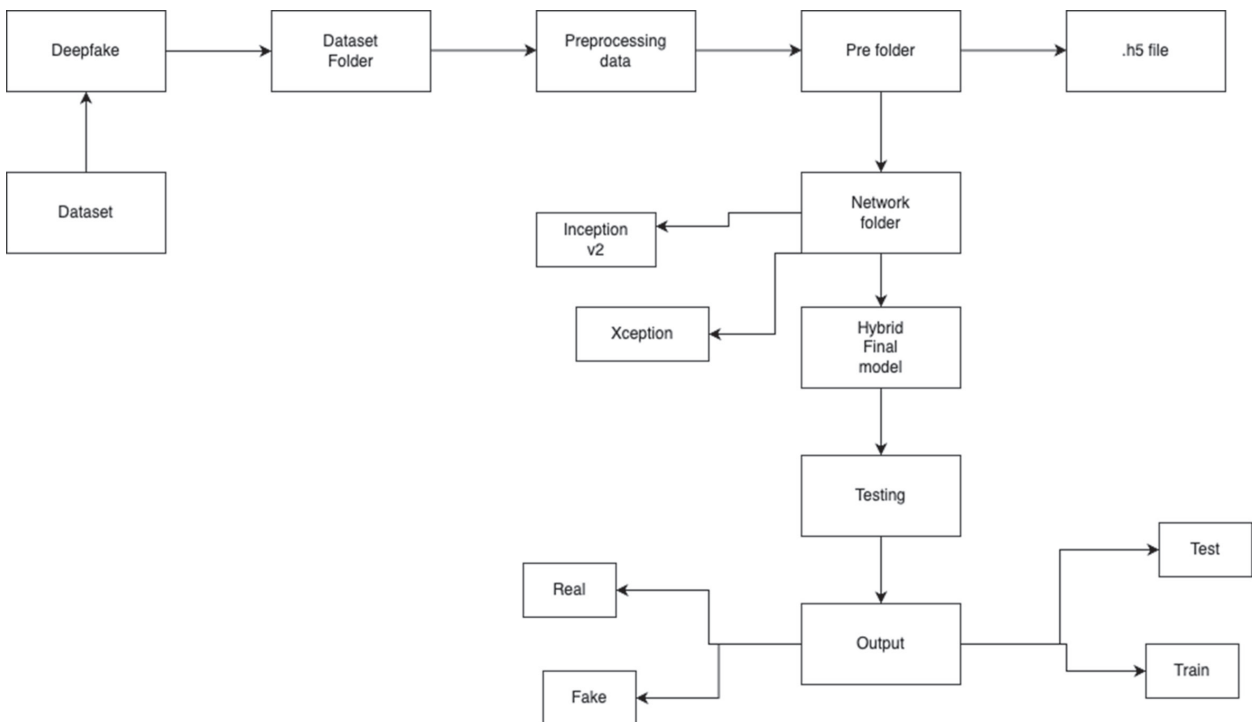 Deepfake
Dataset
Folder
Preprocessing
data
Pre folder
.h5 file
Dataset
Network
folder
Inception
v2
Xception
Hybrid
Final
model
Testing
Test
Real
Output
Train
Fake